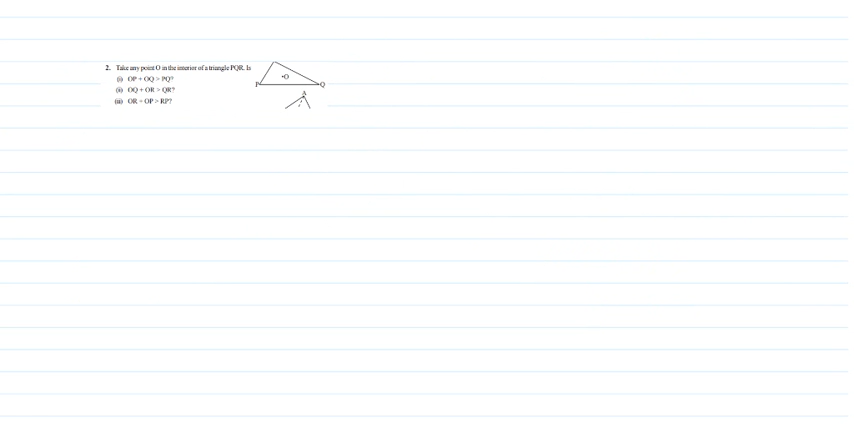 2. Take any point O in the interior of a triangle PQR. Is
(i) OP + OQ > PQ?
(ii) OQ + OR > QR?
(iii) OR + OP > RP?
O
P
Q
A